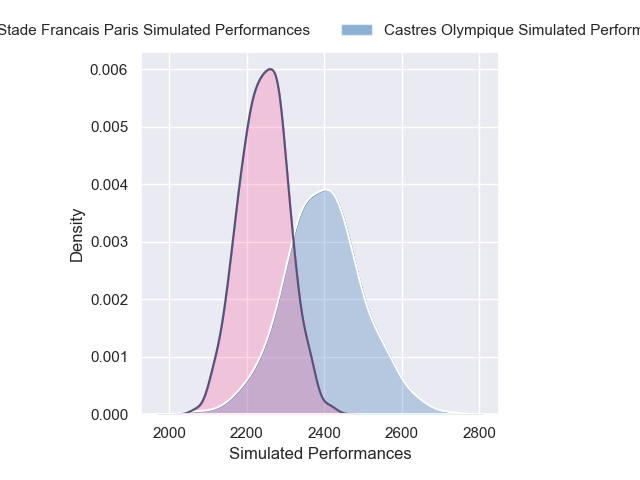 Stade Francais Paris Simulated Performances Castres Olympique Simulated
0.006
0.005
0.004
0.003
0.002
0.001
0.000
Density
2000 2200 2400 2600 2800
Simulated Performances